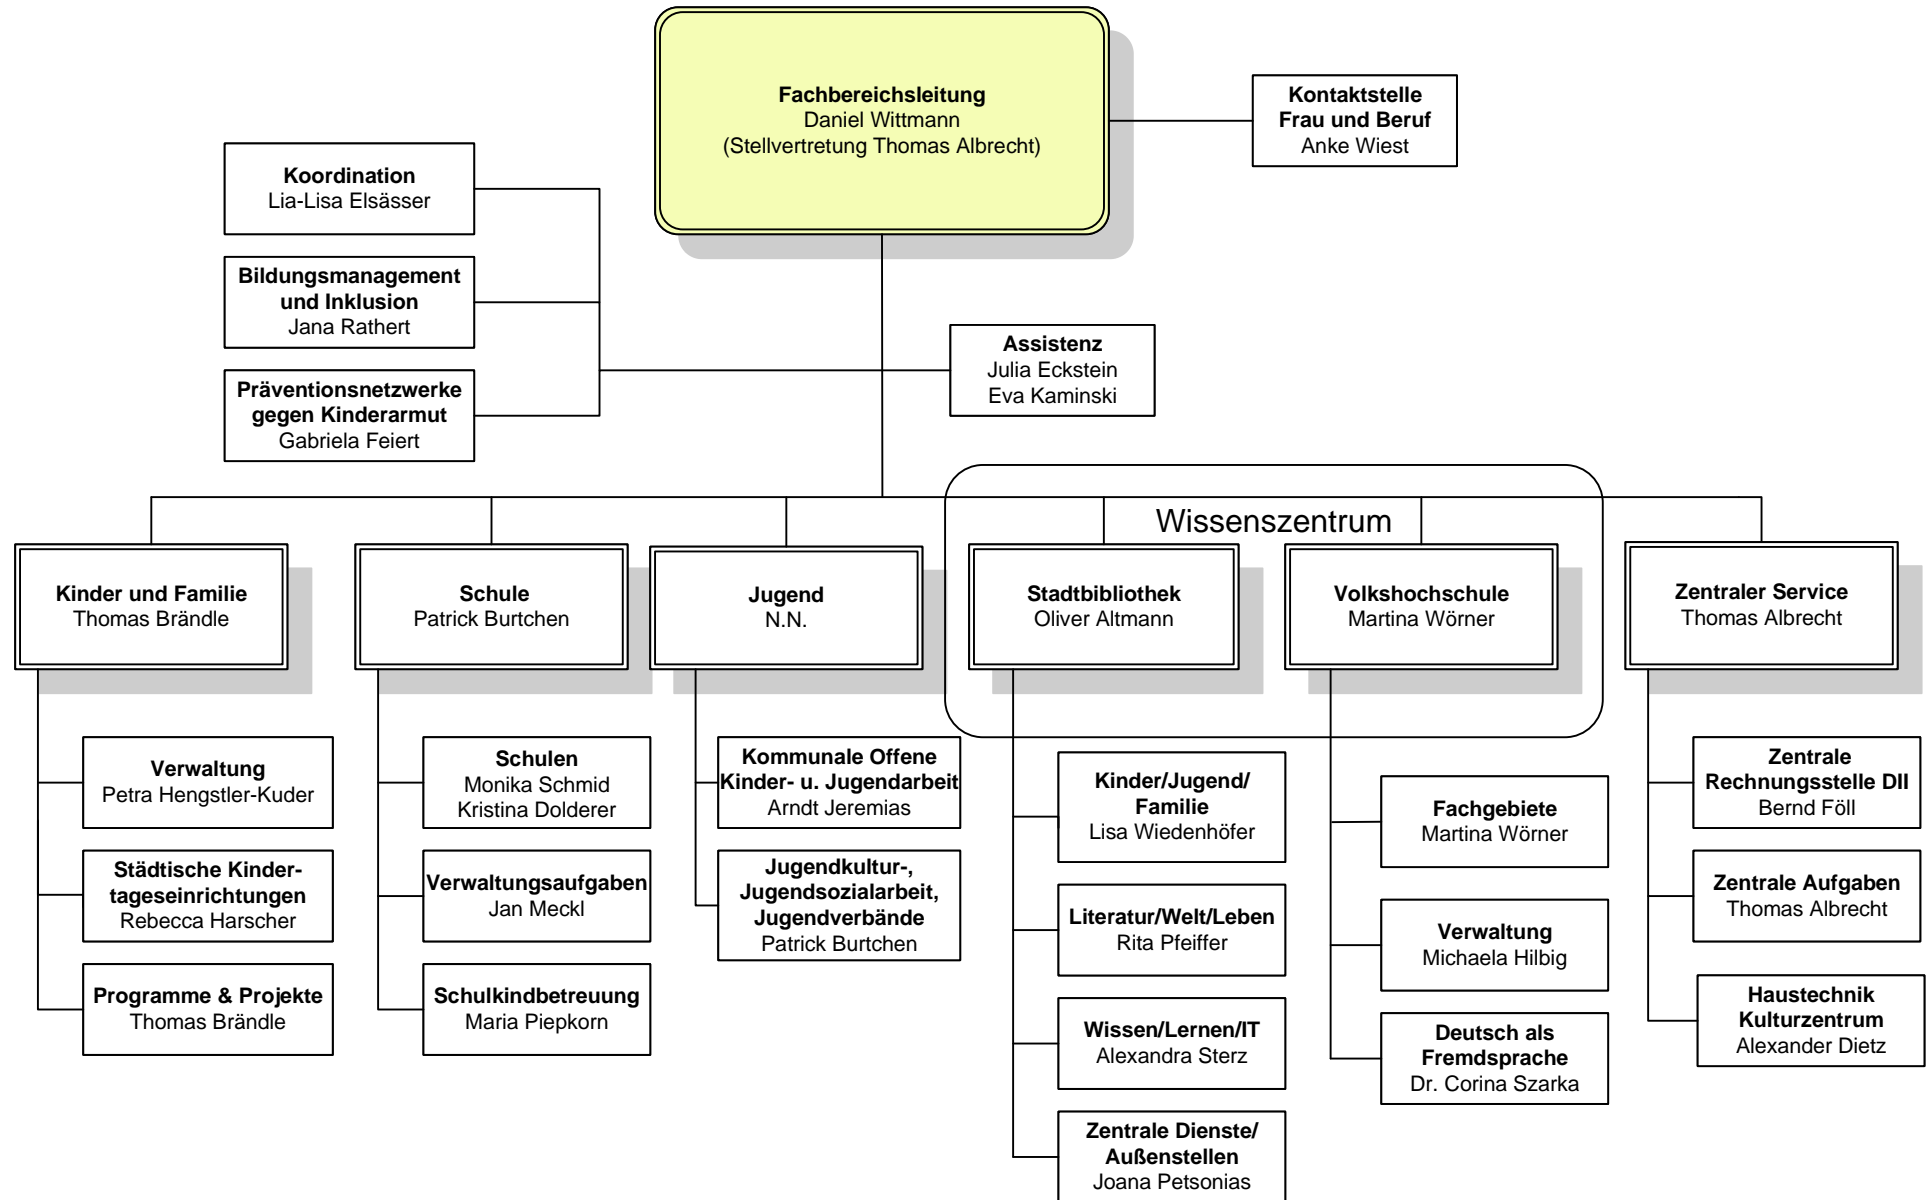 Fachbereichsleitung
Daniel Wittmann
(Stellvertretung Thomas Albrecht)
Kontaktstelle
Frau und Beruf
Anke Wiest
Koordination
Lia-Lisa Elsässer
Bildungsmanagement
und Inklusion
Jana Rathert
Präventionsnetzwerke
gegen Kinderarmut
Gabriela Feiert
Assistenz
Julia Eckstein
Eva Kaminski
Wissenszentrum
Kinder und Familie
Thomas Brändle
Schule
Patrick Burtchen
Jugend
N.N.
Stadtbibliothek
Oliver Altmann
Volkshochschule
Martina Wörner
Zentraler Service
Thomas Albrecht
Verwaltung
Petra Hengstler-Kuder
Städtische Kinder-
tageseinrichtungen
Rebecca Harscher
Programme & Projekte
Thomas Brändle
Schulen
Monika Schmid
Kristina Dolderer
Verwaltungsaufgaben
Jan Meckl
Schulkindbetreuung
Maria Piepkorn
Kommunale Offene
Kinder- u. Jugendarbeit
Arndt Jeremias
Jugendkultur-,
Jugendsozialarbeit,
Jugendverbände
Patrick Burtchen
Kinder/Jugend/
Familie
Lisa Wiedenhöfer
Literatur/Welt/Leben
Rita Pfeiffer
Wissen/Lernen/IT
Alexandra Sterz
Zentrale Dienste/
Außenstellen
Joana Petsonias
Fachgebiete
Martina Wörner
Verwaltung
Michaela Hilbig
Deutsch als
Fremdsprache
Dr. Corina Szarka
Zentrale
Rechnungsstelle DII
Bernd Föll
Zentrale Aufgaben
Thomas Albrecht
Haustechnik
Kulturzentrum
Alexander Dietz